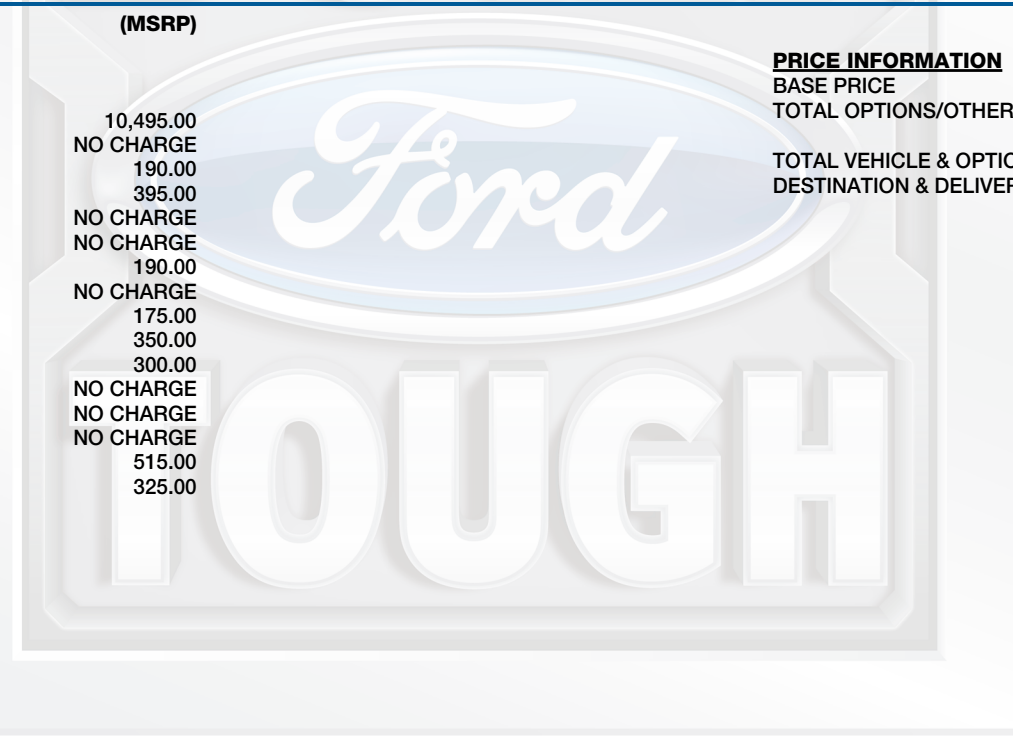 (MSRP)
10,495.00
NO CHARGE
190.00
395.00
NO CHARGE
NO CHARGE
190.00
NO CHARGE
175.00
350.00
300.00
NO CHARGE
NO CHARGE
NO CHARGE
515.00
325.00
PRICE INFORMATION
BASE PRICE
TOTAL OPTIONS/OTHER
TOTAL VEHICLE & OPTIO
DESTINATION & DELIVER
Ford
TOUGH